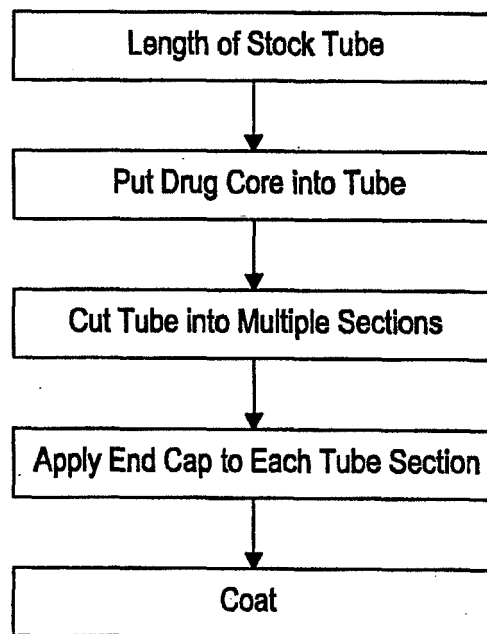 Length of Stock Tube
Put Drug Core into Tube
Cut Tube into Multiple Sections
Apply End Cap to Each Tube Section
Coat